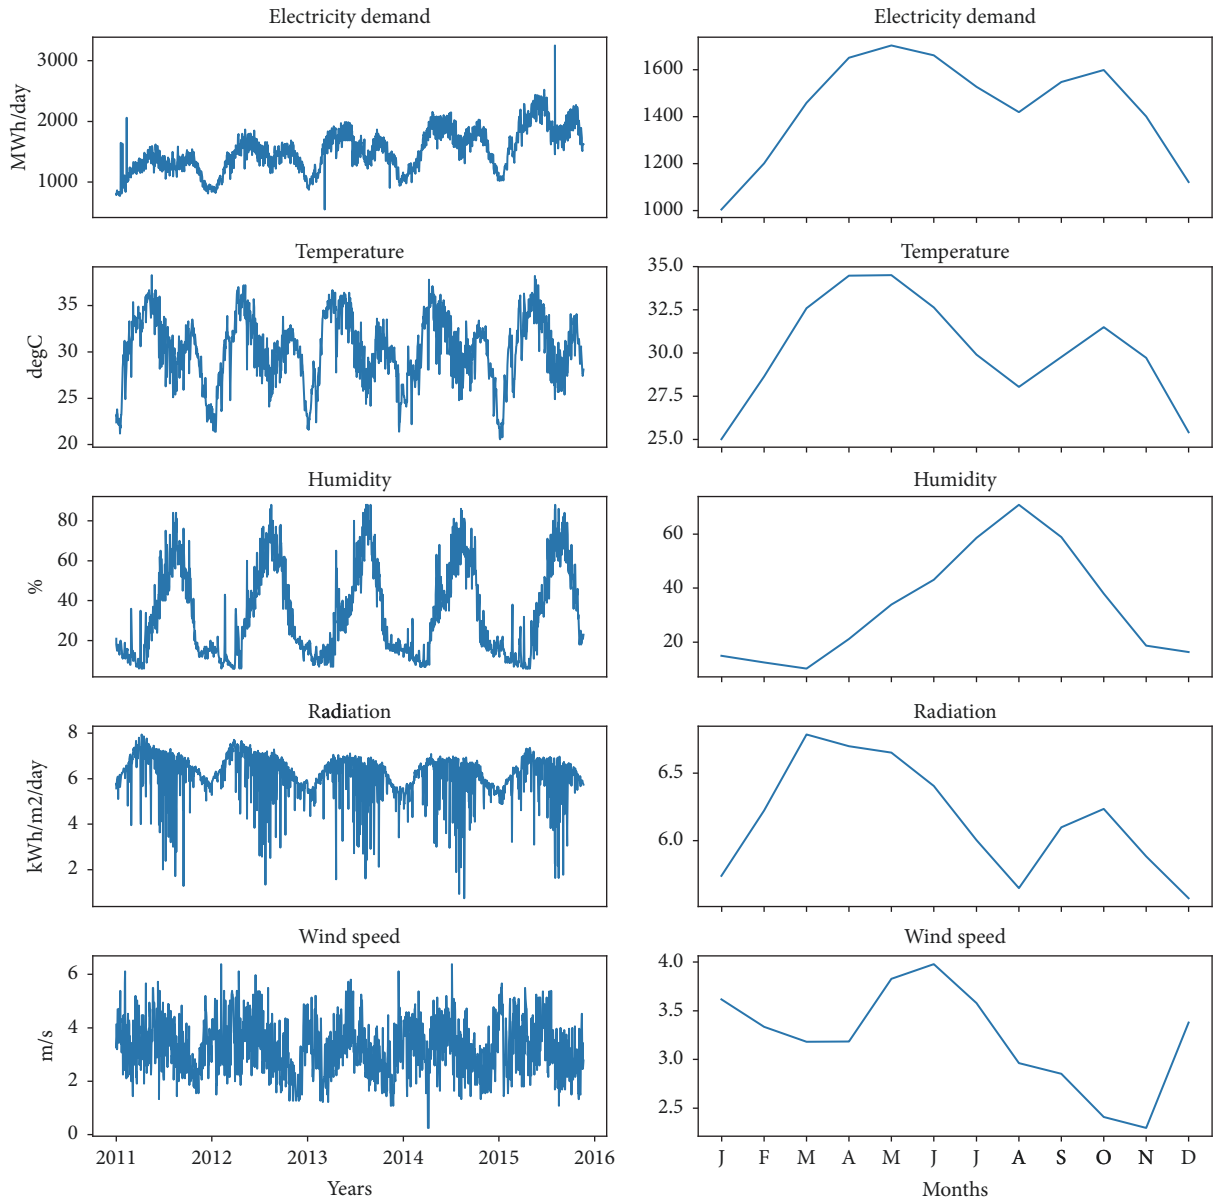 Electricity demand
3000
2000
1000
MWh/day
Electricity demand
1600
1400
1200
1000
Temperature
35
30
25
20
degC
Temperature
35.0
32.5
30.0
27.5
25.0
Humidity
80
60
40
20
%
Humidity
60
40
20
Radiation
8
6
4
2
kWh/m2/day
Radiation
6.5
6.0
Wind speed
6
4
2
0
m/s
2011 2012 2013 2014 2015 2016
Years
Wind speed
4.0
3.5
3.0
2.5
J F M A M J J A S O N D
Months